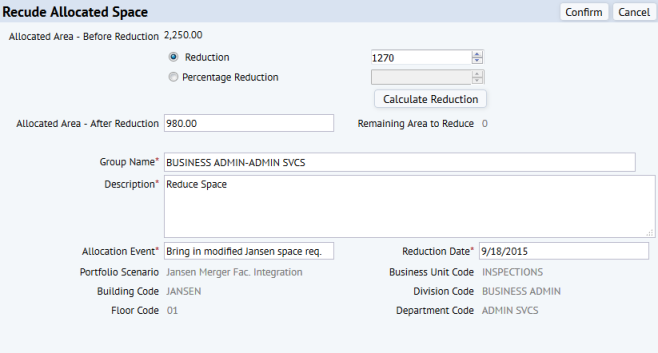 Recude Allocated Space Confirm Cancel
Allocated Area - Before Reduction 2,250.00
Reduction 1270
Percentage Reduction
Calculate Reduction
Allocated Area - After Reduction 980.00 Remaining Area to Reduce 0
Group Name* BUSINESS ADMIN-ADMIN SVCS
Description* Reduce Space
Allocation Event* Bring in modified Jansen space req. Reduction Date* 9/18/2015
Portfolio Scenario Jansen Merger Fac. Integration Business Unit Code INSPECTIONS
Building Code JANSEN Division Code BUSINESS ADMIN
Floor Code 01 Department Code ADMIN SVCS